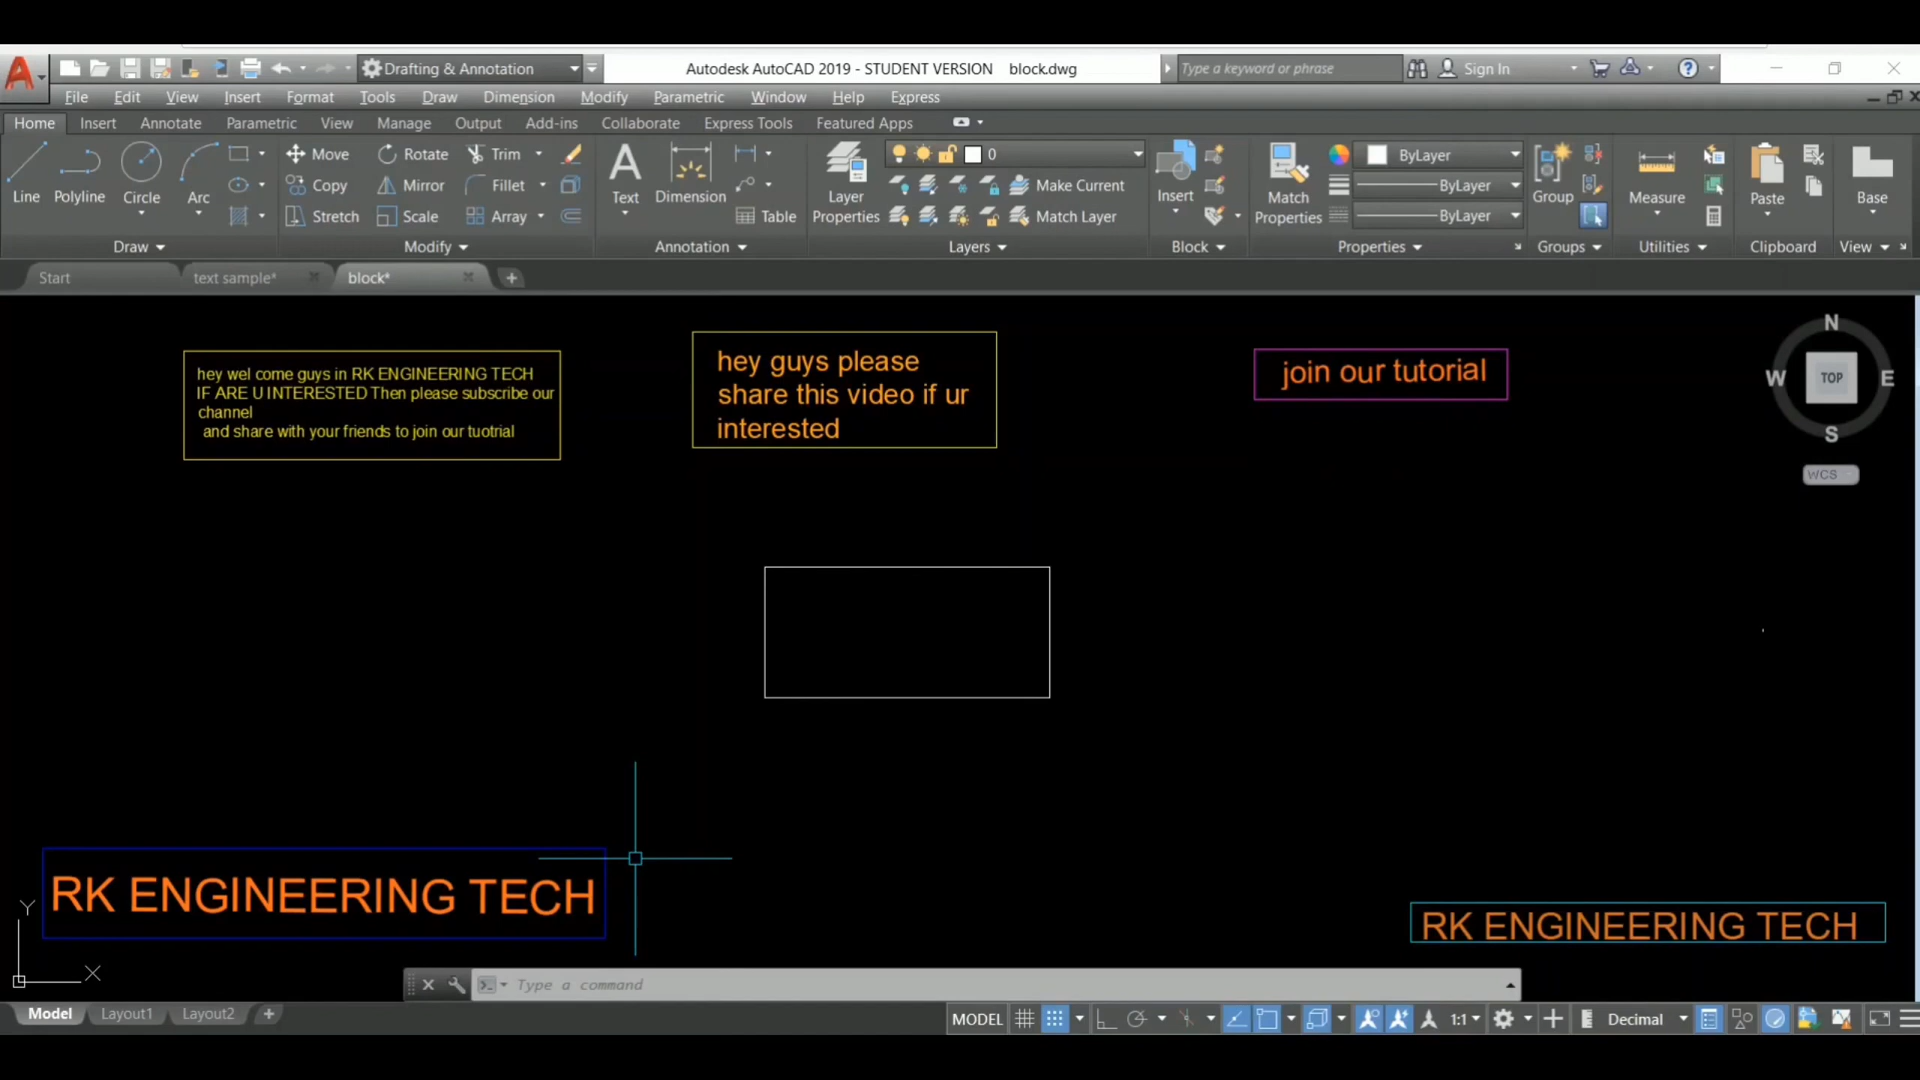 Drafting & Annotation
Autodesk AutoCAD 2019 - STUDENT VERSION block.dwg
Type a keyword or phrase
Sign In
File Edit View Insert Format Tools Draw Dimension Modify Parametric Window Help Express
Home Insert Annotate Parametric View Manage Output Add-ins Collaborate Express Tools Featured Apps
Line Polyline Circle Arc
Move Rotate Trim
Copy Mirror Fillet
Stretch Scale Array
Text Dimension Table
Layer Properties
0
Make Current
Match Layer
Insert
Match Properties
ByLayer
ByLayer
ByLayer
Group Measure Paste Base
Draw Modify Annotation Layers Block Properties Groups Utilities Clipboard View
Start text sample* block*
hey wel come guys in RK ENGINEERING TECH
IF ARE U INTERESTED Then please subscribe our
channel
and share with your friends to join our tuotrial
hey guys please
share this video if ur
interested
join our tutorial
N
W TOP E
S
WCS
RK ENGINEERING TECH
RK ENGINEERING TECH
Y
X
Type a command
Model Layout1 Layout2
MODEL 1:1 Decimal